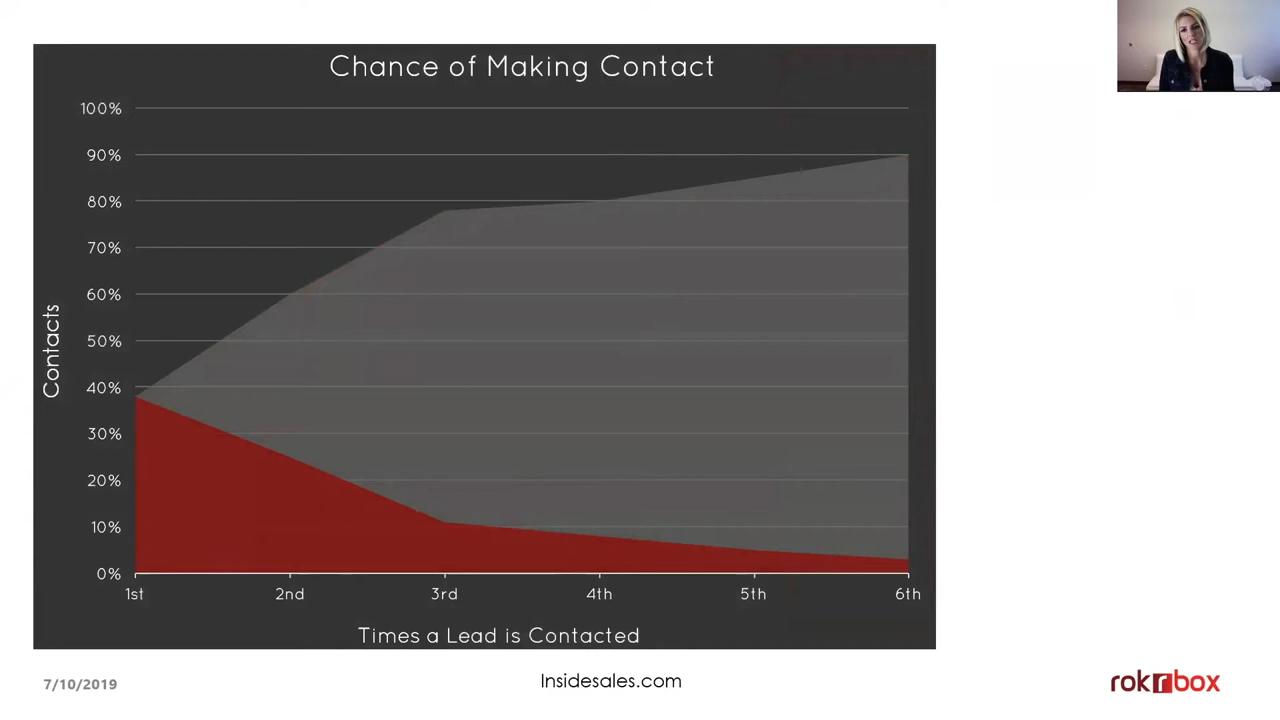 Chance of Making Contact
100%
90%
80%
70%
60%
50%
40%
30%
20%
10%
0%
Contacts
1st 2nd 3rd 4th 5th 6th
Times a Lead is Contacted
7/10/2019
Insidesales.com
rokrbox